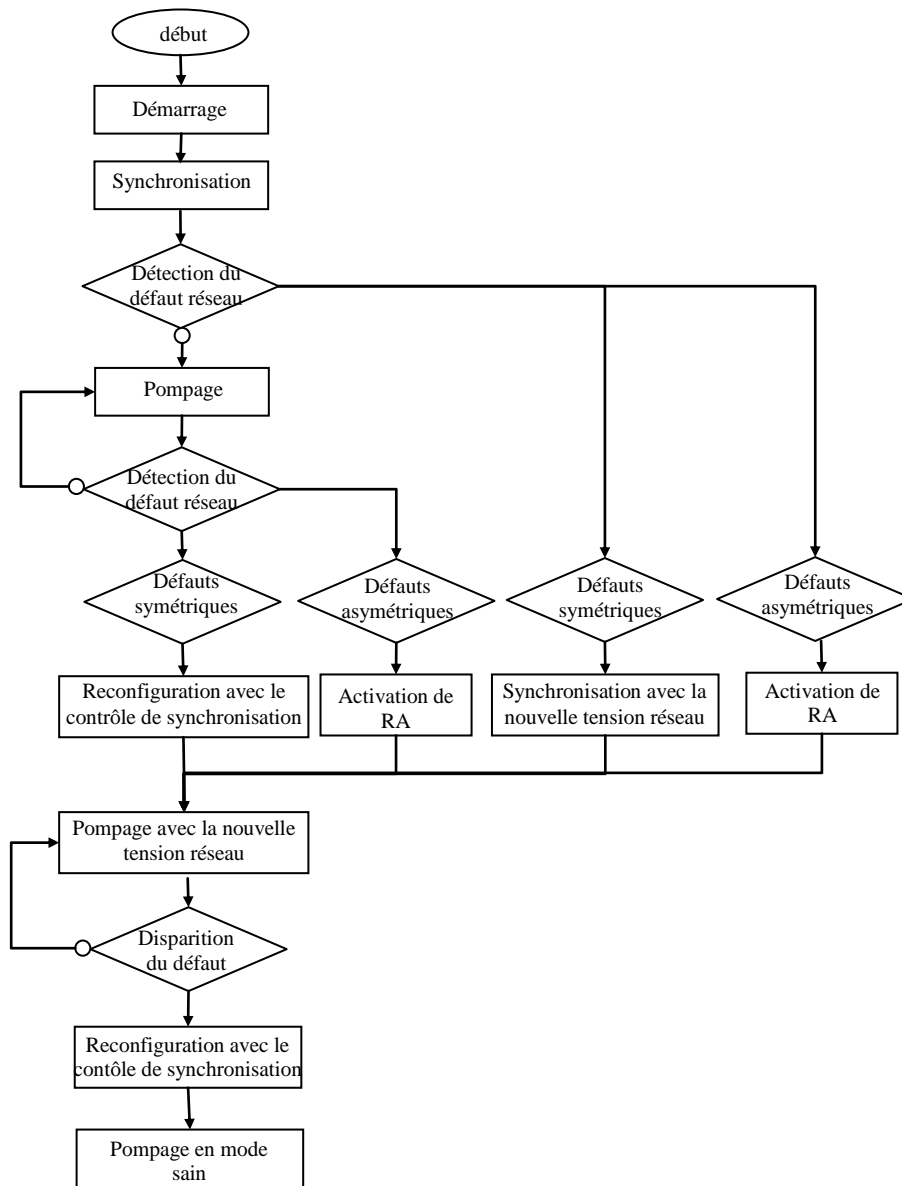 début
Démarrage
Synchronisation
Détection du
défaut réseau
Pompage
Détection du
défaut réseau
Défauts
symétriques
Défauts
asymétriques
Défauts
symétriques
Défauts
asymétriques
Reconfiguration avec le
contrôle de synchronisation
Activation de
RA
Synchronisation avec la
nouvelle tension réseau
Activation de
RA
Pompage avec la nouvelle
tension réseau
Disparition
du défaut
Reconfiguration avec le
contôle de synchronisation
Pompage en mode
sain